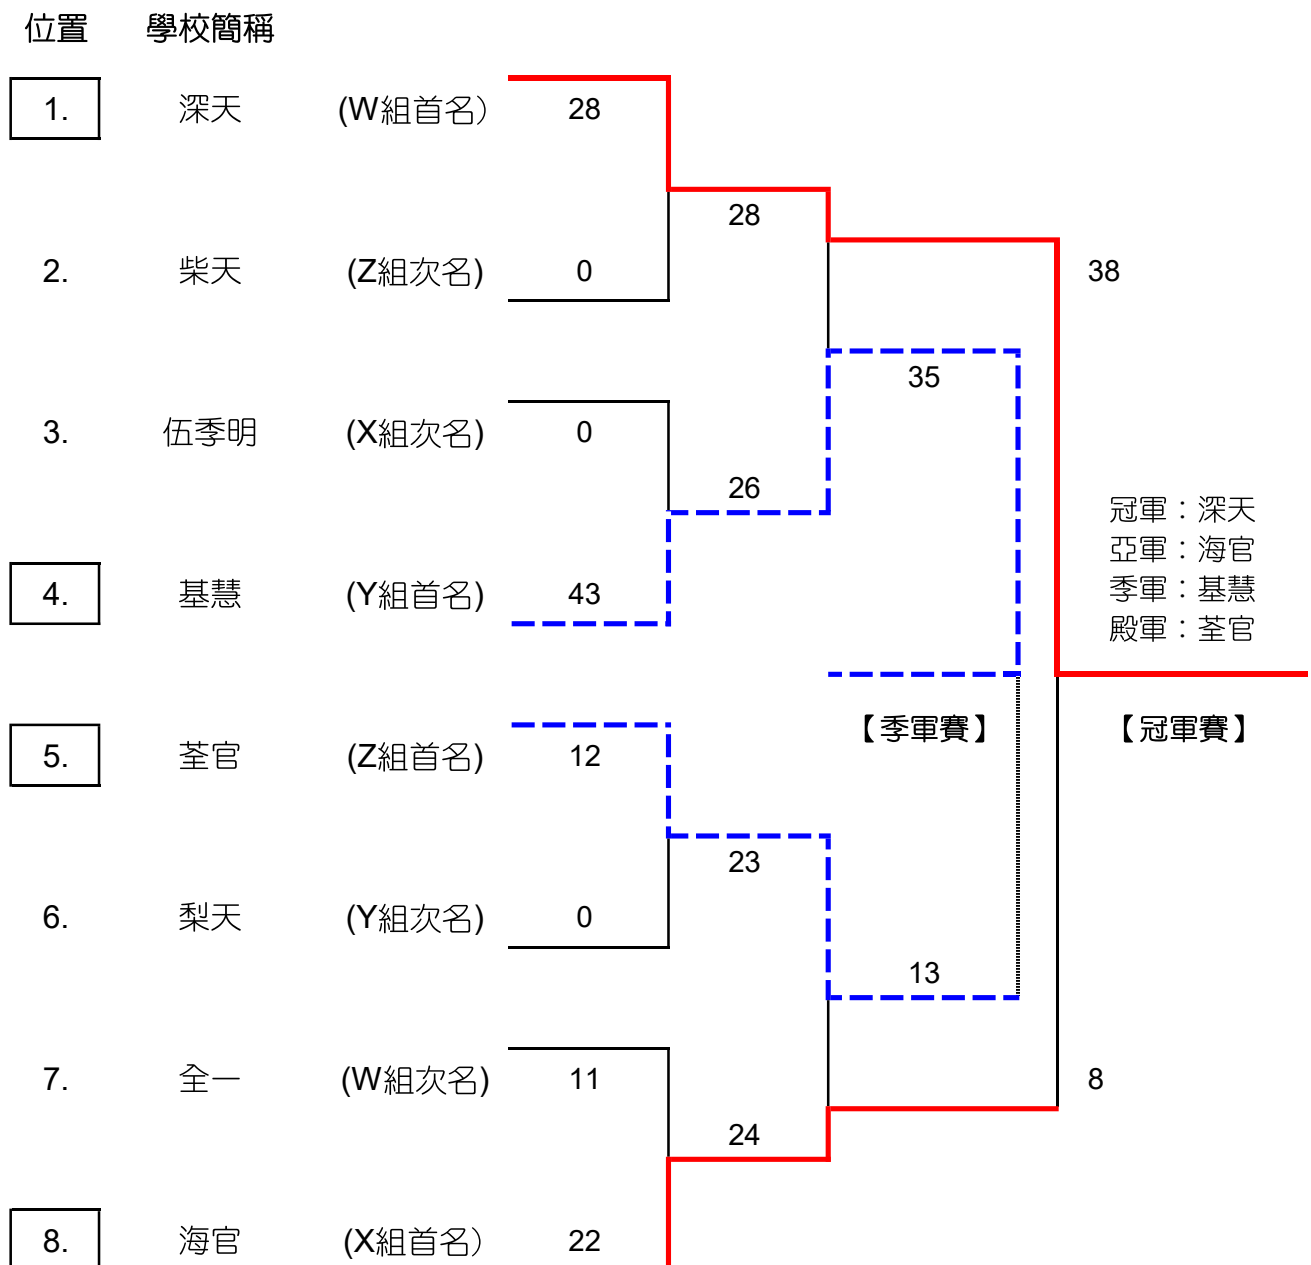 位置 學校簡稱
1. 深天 (W組首名) 28
28
2. 柴天 (Z組次名) 0 38
35
3. 伍季明 (X組次名) 0
26
冠軍：深天
亞軍：海官
季軍：基慧
殿軍：荃官
4. 基慧 (Y組首名) 43
【季軍賽】 【冠軍賽】
5. 荃官 (Z組首名) 12
23
6. 梨天 (Y組次名) 0
13
7. 全一 (W組次名) 11 8
24
8. 海官 (X組首名) 22